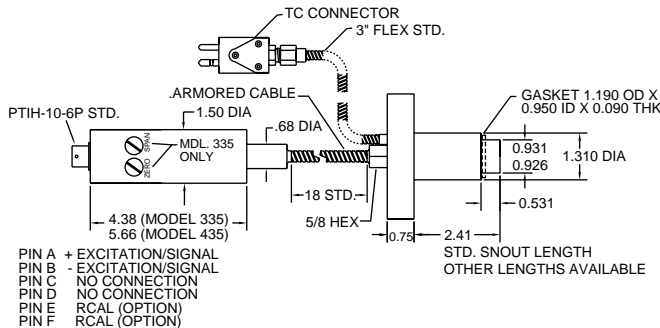 TC CONNECTOR
3" FLEX STD.
.ARMORED CABLE
GASKET 1.190 OD X
0.950 ID X 0.090 THK
PTIH-10-6P STD.
1.50 DIA
.68 DIA
SPAN
ZERO
MDL. 335
ONLY
0.931
0.926
1.310 DIA
18 STD.
0.531
4.38 (MODEL 335)
5.66 (MODEL 435)
5/8 HEX
0.75
2.41
STD. SNOUT LENGTH
OTHER LENGTHS AVAILABLE
PIN A + EXCITATION/SIGNAL
PIN B - EXCITATION/SIGNAL
PIN C NO CONNECTION
PIN D NO CONNECTION
PIN E RCAL (OPTION)
PIN F RCAL (OPTION)